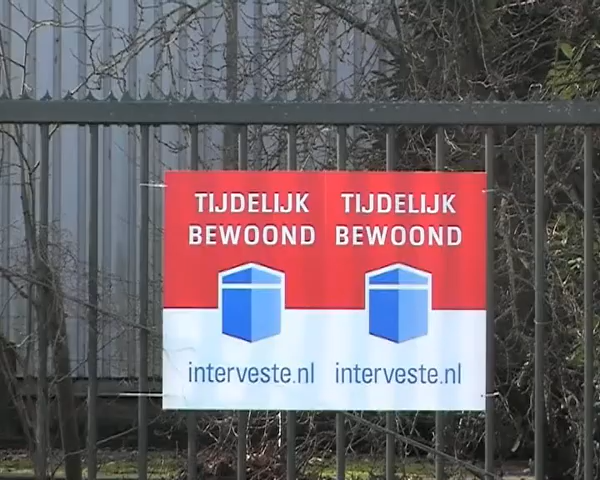 TIJDELIJK
BEWOOND
interveste.nl
TIJDELIJK
BEWOOND
interveste.nl